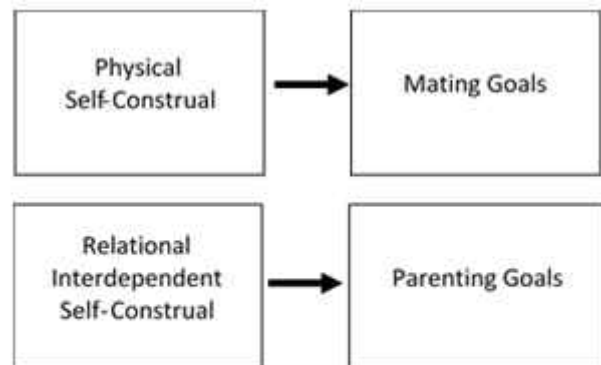 Physical
Self-Construal
Mating Goals
Relational
Interdependent
Self-Construal
Parenting Goals